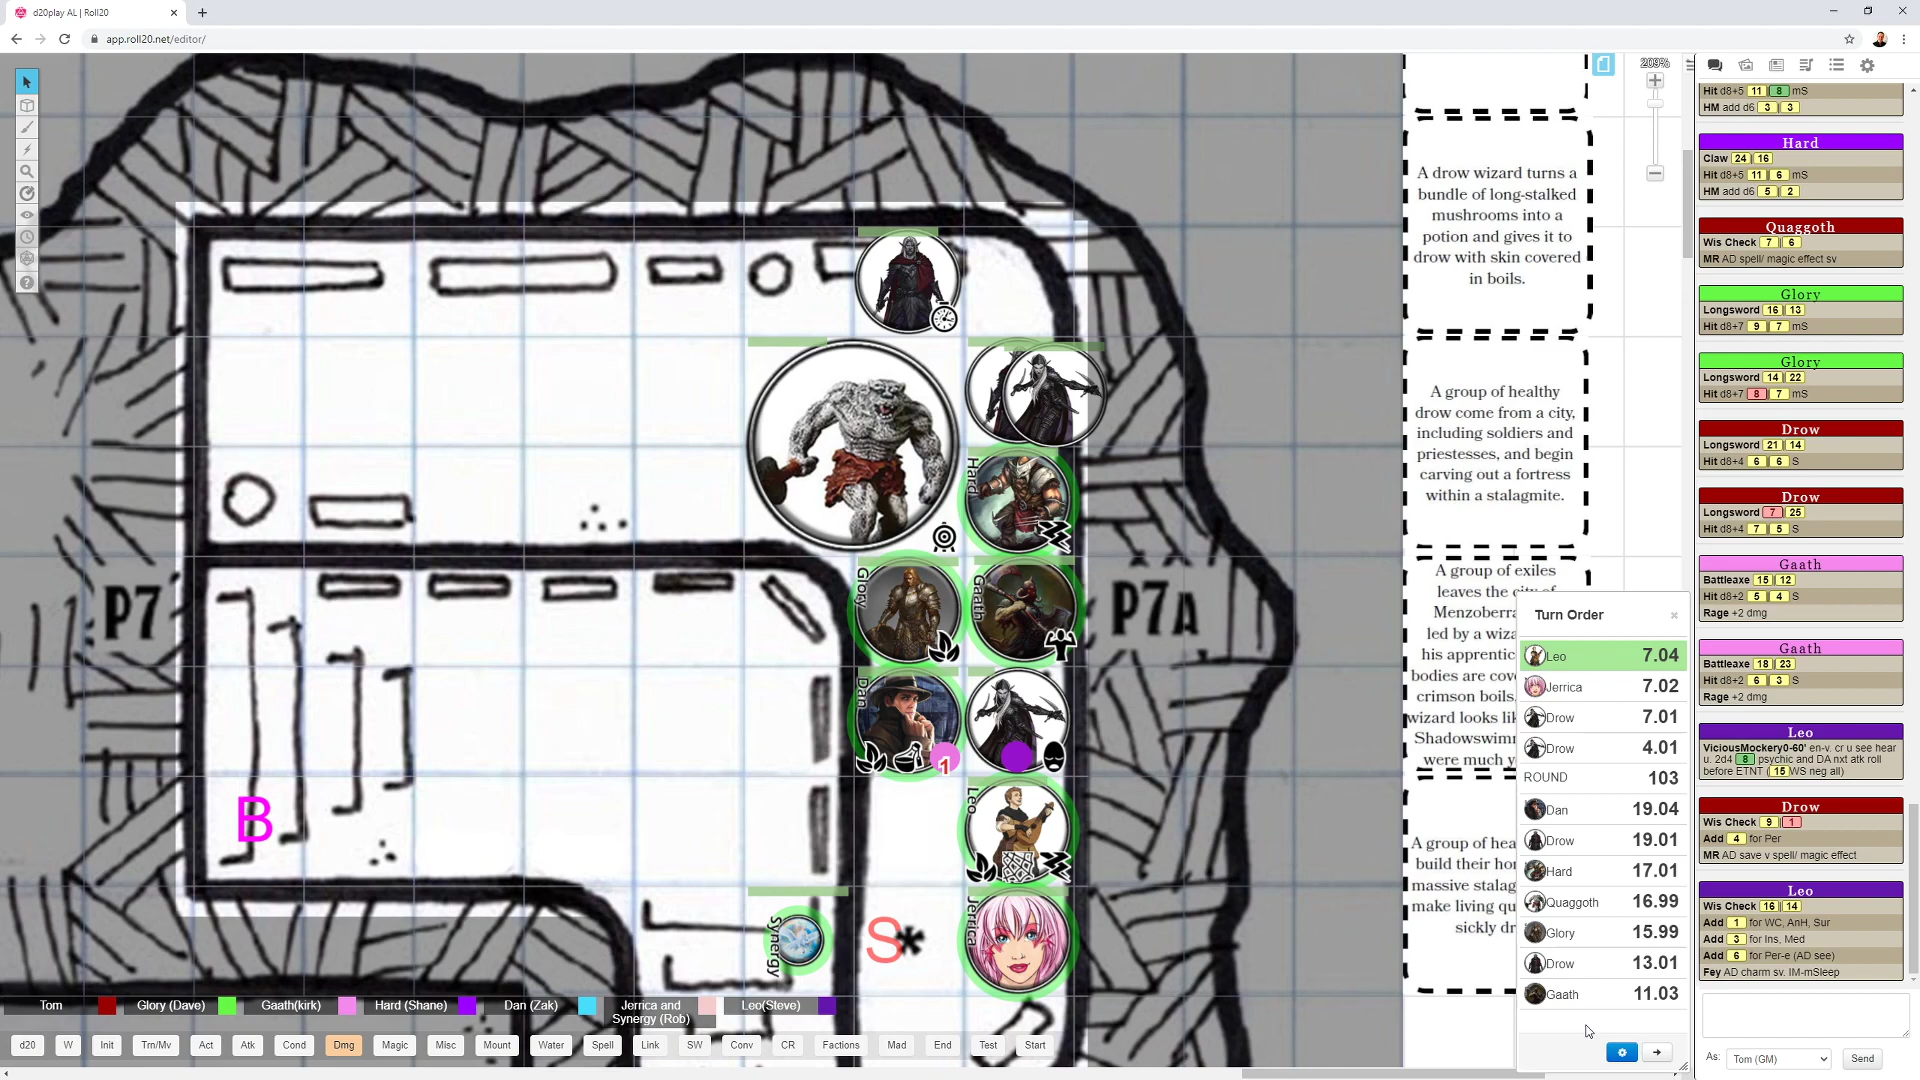 d20play AL | Roll20
app.roll20.net/editor/
209%
P7
P7A
B
S*
Hard
Glory
Gaath
Dan
1
Leo
Jerrica
Synergy
A drow wizard turns a
bundle of long-stalked
mushrooms into a
potion and gives it to
drow with skin covered
in boils.
A group of healthy
drow come from a city,
including soldiers and
priestesses, and begin
carving out a fortress
within a stalagmite.
A group of exiles
leaves the city of
Menzoberra
led by a wiza
his apprentic
bodies are cov
crimson boils.
wizard looks lik
Shadowswimm
were much y
A group of hea
build their hom
massive stalag
make living qu
sickly dr
Turn Order
Leo 7.04
Jerrica 7.02
Drow 7.01
Drow 4.01
ROUND 103
Dan 19.04
Drow 19.01
Hard 17.01
Quaggoth 16.99
Glory 15.99
Drow 13.01
Gaath 11.03
Hit d8+5 11 8 mS
HM add d6 3 3
Hard
Claw 24 16
Hit d8+5 11 6 mS
HM add d6 5 2
Quaggoth
Wis Check 7 6
MR AD spell/ magic effect sv
Glory
Longsword 16 13
Hit d8+7 9 7 mS
Glory
Longsword 14 22
Hit d8+7 8 7 mS
Drow
Longsword 21 14
Hit d8+4 6 6 S
Drow
Longsword 7 25
Hit d8+4 7 5 S
Gaath
Battleaxe 15 12
Hit d8+2 5 4 S
Rage +2 dmg
Gaath
Battleaxe 18 23
Hit d8+2 6 3 S
Rage +2 dmg
Leo
ViciousMockery0-60' en-v. cr u see hear
u. 2d4 8 psychic and DA nxt atk roll
before ETNT (15 WS neg all)
Drow
Wis Check 9 1
Add 4 for Per
MR AD save v spell/ magic effect
Leo
Wis Check 16 14
Add 1 for WC, AnH, Sur
Add 3 for Ins, Med
Add 6 for Per-e (AD see)
Fey AD charm sv. IM-mSleep
As: Tom (GM) Send
Tom
Glory (Dave)
Gaath(kirk)
Hard (Shane)
Dan (Zak)
Jerrica and
Synergy (Rob)
Leo(Steve)
d20 W Init Trn/Mv Act Atk Cond Dmg Magic Misc Mount Water Spell Link SW Conv CR Factions Mad End Test Start